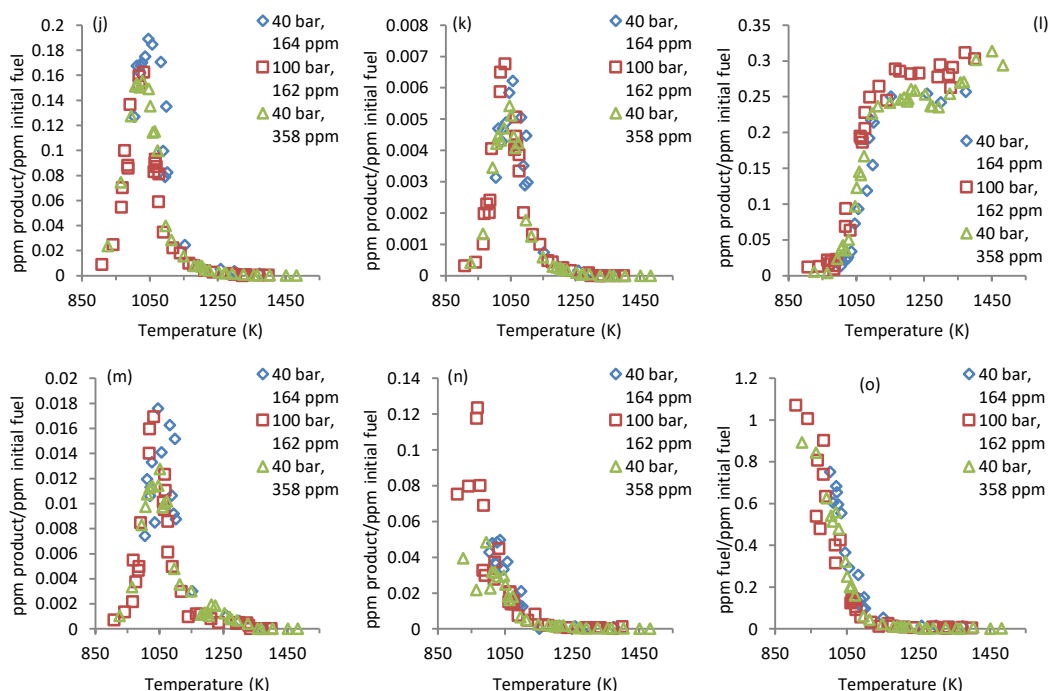 (j)
ppm product/ppm initial fuel
0.2
0.18
0.16
0.14
0.12
0.1
0.08
0.06
0.04
0.02
0
850 1050 1250 1450
Temperature (K)
40 bar,
164 ppm
100 bar,
162 ppm
40 bar,
358 ppm
(k)
ppm product/ppm initial fuel
0.008
0.007
0.006
0.005
0.004
0.003
0.002
0.001
0
850 1050 1250 1450
Temperature (K)
40 bar,
164 ppm
100 bar,
162 ppm
40 bar,
358 ppm
(l)
ppm product/ppm initial fuel
0.35
0.3
0.25
0.2
0.15
0.1
0.05
0
850 1050 1250 1450
Temperature (K)
40 bar,
164 ppm
100 bar,
162 ppm
40 bar,
358 ppm
(m)
ppm product/ppm initial fuel
0.02
0.018
0.016
0.014
0.012
0.01
0.008
0.006
0.004
0.002
0
850 1050 1250 1450
Temperature (K)
40 bar,
164 ppm
100 bar,
162 ppm
40 bar,
358 ppm
(n)
ppm product/ppm initial fuel
0.14
0.12
0.1
0.08
0.06
0.04
0.02
0
850 1050 1250 1450
Temperature (K)
40 bar,
164 ppm
100 bar,
162 ppm
40 bar,
358 ppm
(o)
ppm fuel/ppm initial fuel
1.2
1
0.8
0.6
0.4
0.2
0
850 1050 1250 1450
Temperature (K)
40 bar,
164 ppm
100 bar,
162 ppm
40 bar,
358 ppm